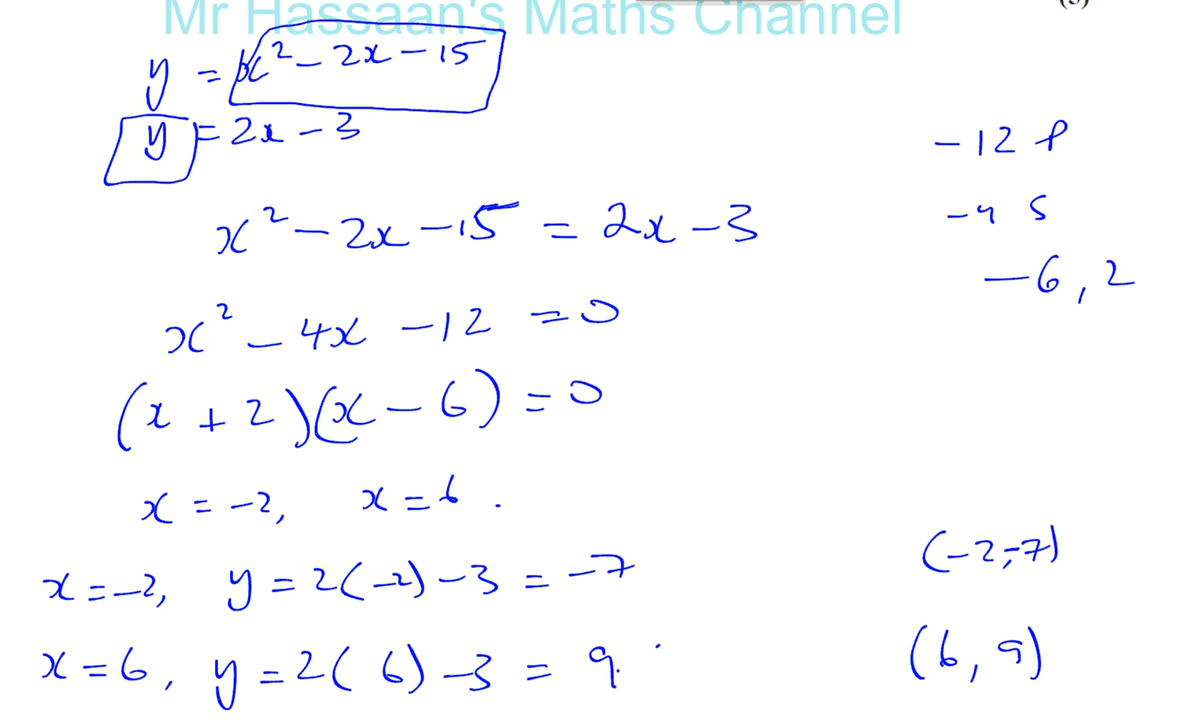 Mr Hassaan's Maths Channel
y = x² - 2x - 15
y = 2x - 3
-12 P
x² - 2x - 15 = 2x - 3
-4 S
-6, 2
x² - 4x - 12 = 0
(x + 2)(x - 6) = 0
x = -2, x = 6.
x = -2, y = 2(-2) - 3 = -7
(-2, -7)
x = 6, y = 2(6) - 3 = 9.
(6, 9)